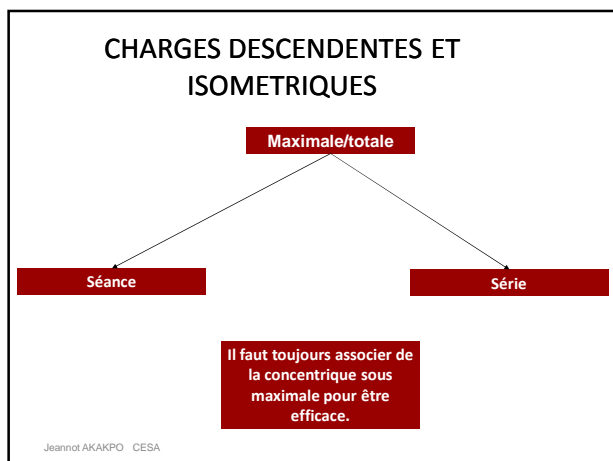 CHARGES DESCENDENTES ET
ISOMETRIQUES
Maximale/totale
Séance
Série
Il faut toujours associer de
la concentrique sous
maximale pour être
efficace.
Jeannot AKAKPO CESA